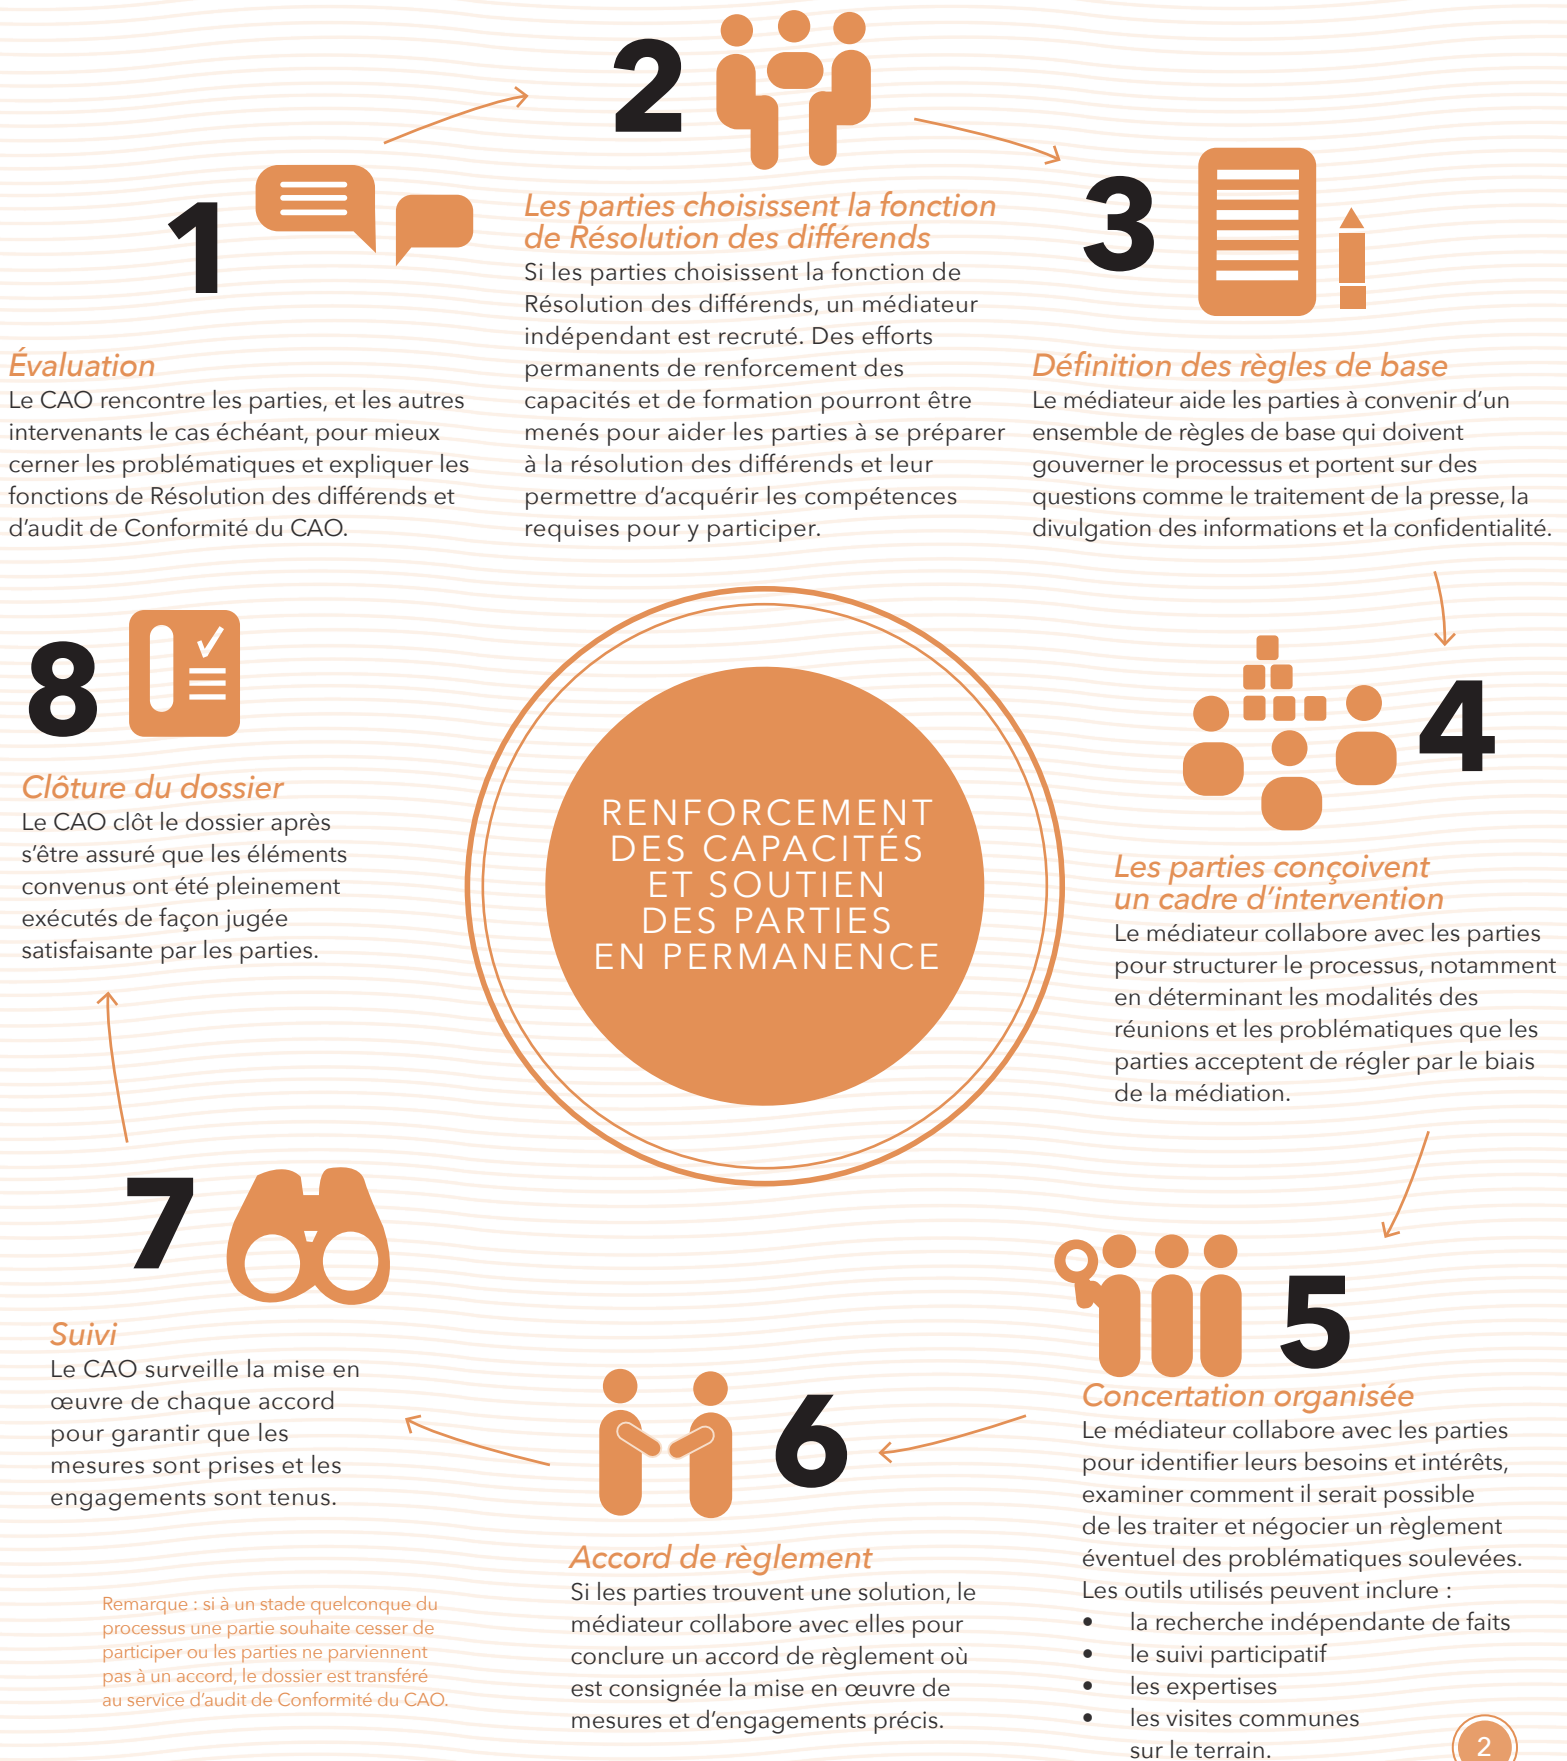 1
Évaluation
Le CAO rencontre les parties, et les autres
intervenants le cas échéant, pour mieux
cerner les problématiques et expliquer les
fonctions de Résolution des différends et
d’audit de Conformité du CAO.
2
Les parties choisissent la fonction
de Résolution des différends
Si les parties choisissent la fonction de
Résolution des différends, un médiateur
indépendant est recruté. Des efforts
permanents de renforcement des
capacités et de formation pourront être
menés pour aider les parties à se préparer
à la résolution des différends et leur
permettre d’acquérir les compétences
requises pour y participer.
3
Définition des règles de base
Le médiateur aide les parties à convenir d’un
ensemble de règles de base qui doivent
gouverner le processus et portent sur des
questions comme le traitement de la presse, la
divulgation des informations et la confidentialité.
4
Les parties conçoivent
un cadre d’intervention
Le médiateur collabore avec les parties
pour structurer le processus, notamment
en déterminant les modalités des
réunions et les problématiques que les
parties acceptent de régler par le biais
de la médiation.
5
Concertation organisée
Le médiateur collabore avec les parties
pour identifier leurs besoins et intérêts,
examiner comment il serait possible
de les traiter et négocier un règlement
éventuel des problématiques soulevées.
Les outils utilisés peuvent inclure :
• la recherche indépendante de faits
• le suivi participatif
• les expertises
• les visites communes
sur le terrain.
6
Accord de règlement
Si les parties trouvent une solution, le
médiateur collabore avec elles pour
conclure un accord de règlement où
est consignée la mise en œuvre de
mesures et d’engagements précis.
7
Suivi
Le CAO surveille la mise en
œuvre de chaque accord
pour garantir que les
mesures sont prises et les
engagements sont tenus.
8
Clôture du dossier
Le CAO clôt le dossier après
s’être assuré que les éléments
convenus ont été pleinement
exécutés de façon jugée
satisfaisante par les parties.
RENFORCEMENT
DES CAPACITÉS
ET SOUTIEN
DES PARTIES
EN PERMANENCE
Remarque : si à un stade quelconque du
processus une partie souhaite cesser de
participer ou les parties ne parviennent
pas à un accord, le dossier est transféré
au service d’audit de Conformité du CAO.
2